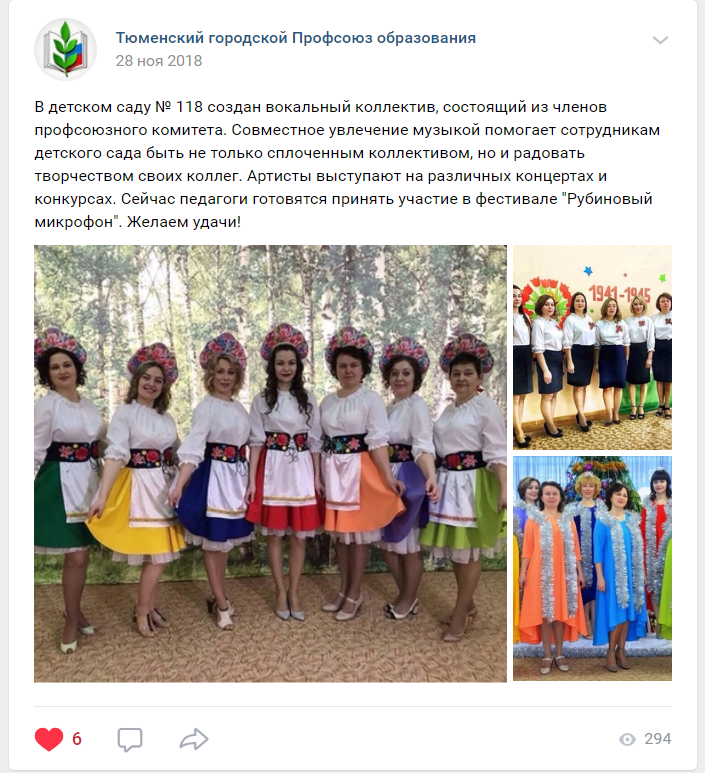 Тюменский городской Профсоюз образования
28 ноя 2018
В детском саду № 118 создан вокальный коллектив, состоящий из членов
профсоюзного комитета. Совместное увлечение музыкой помогает сотрудникам
детского сада быть не только сплоченным коллективом, но и радовать
творчеством своих коллег. Артисты выступают на различных концертах и
конкурсах. Сейчас педагоги готовятся принять участие в фестивале "Рубиновый
микрофон". Желаем удачи!
1941-1945
6
294